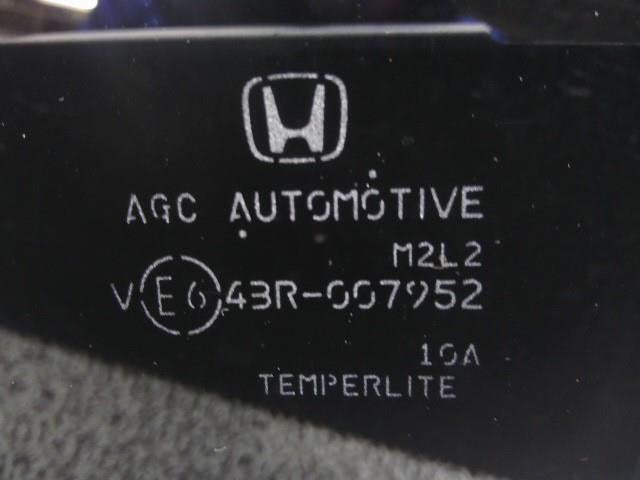 AGC AUTOMOTIVE
M2L2
V E6 43R-007952
10A
TEMPERLITE